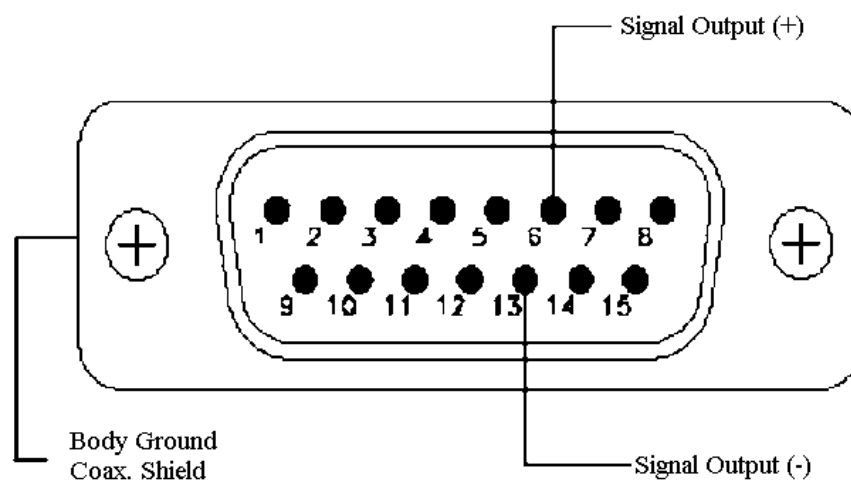 Signal Output (+)
1 2 3 4 5 6 7 8
9 10 11 12 13 14 15
Body Ground
Coax. Shield
Signal Output (-)